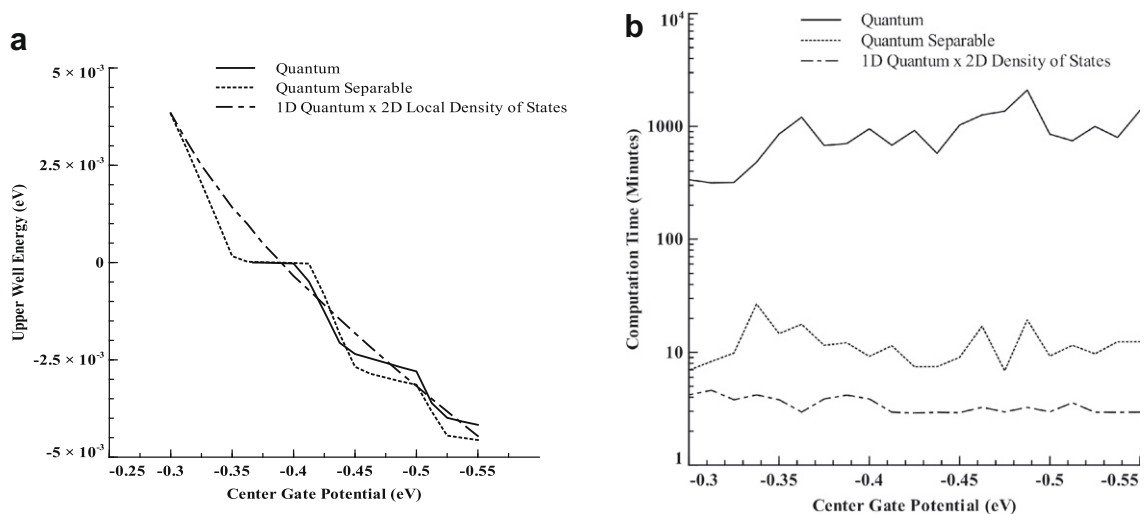 a
Quantum
Quantum Separable
1D Quantum x 2D Local Density of States
5 × 10⁻³
2.5 × 10⁻³
0
-2.5 × 10⁻³
-5 × 10⁻³
Upper Well Energy (eV)
-0.25 -0.3 -0.35 -0.4 -0.45 -0.5 -0.55
Center Gate Potential (eV)
b
Quantum
Quantum Separable
1D Quantum x 2D Density of States
10⁴
1000
100
10
1
Computation Time (Minutes)
-0.3 -0.35 -0.4 -0.45 -0.5 -0.55
Center Gate Potential (eV)